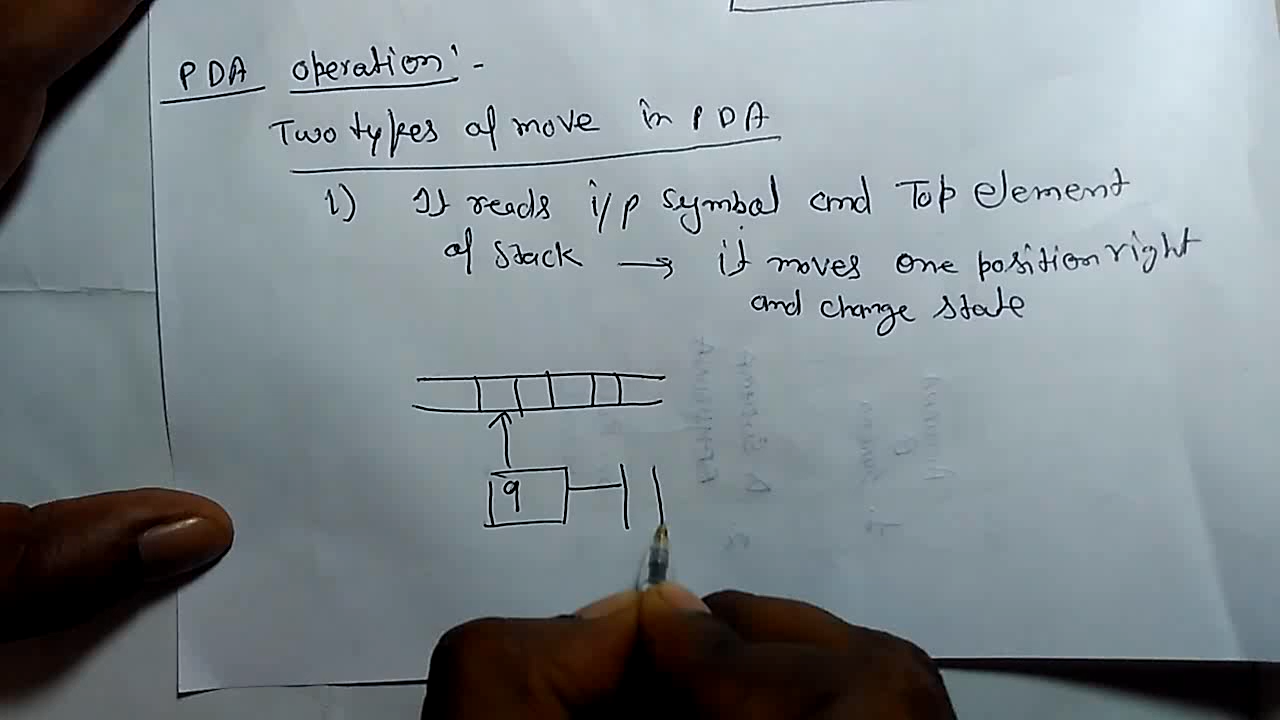 PDA operation :-
Two types of move in PDA
1) It reads i/p symbol and Top element
of stack → it moves one position right
and change state
q